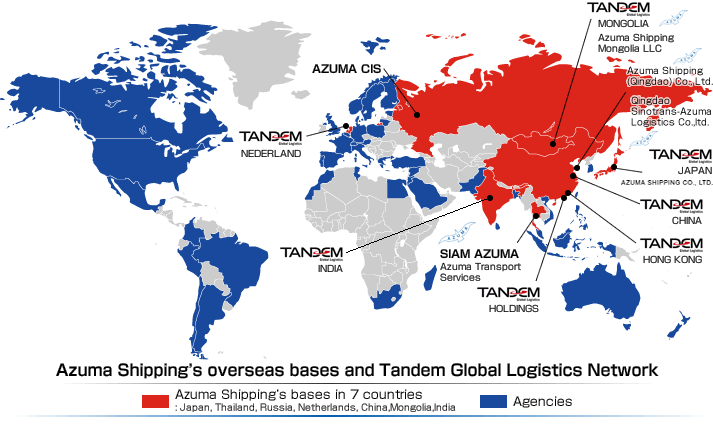 TANDEM
Global Logistics
MONGOLIA
Azuma Shipping
Mongolia LLC
AZUMA CIS
Azuma Shipping
(Qingdao) Co., Ltd.
Qingdao
Sinotrans-Azuma
Logistics Co.,ltd.
TANDEM
Global Logistics
NEDERLAND
TANDEM
Global Logistics
JAPAN
AZUMA SHIPPING CO., LTD.
TANDEM
Global Logistics
CHINA
AZUMA
TANDEM
Global Logistics
HONG KONG
TANDEM
Global Logistics
INDIA
SIAM AZUMA
Azuma Transport
Services
TANDEM
Global Logistics
HOLDINGS
Azuma Shipping's overseas bases and Tandem Global Logistics Network
Azuma Shipping's bases in 7 countries
: Japan, Thailand, Russia, Netherlands, China,Mongolia,India
Agencies